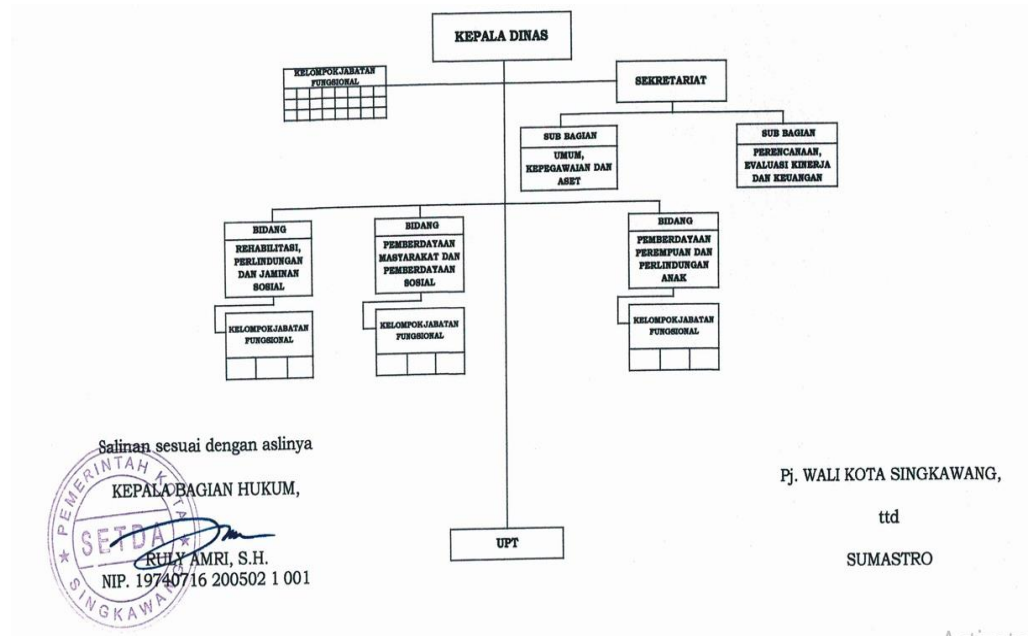 KEPALA DINAS
KELOMPOKJABATAN
FUNGSIONAL
SEKRETARIAT
SUB BAGIAN
UMUM,
KEPEGAWAIAN DAN
ASET
SUB BAGIAN
PERENCANAAN,
EVALUASI KINERJA
DAN KEUANGAN
BIDANG
REHABILITASI,
PERLINDUNGAN
DAN JAMINAN
SOSIAL
BIDANG
PEMBERDAYAAN
MASYARAKAT DAN
PEMBERDAYAAN
SOSIAL
BIDANG
PEMBERDAYAAN
PEREMPUAN DAN
PERLINDUNGAN
ANAK
KELOMPOKJABATAN
FUNGSIONAL
KELOMPOKJABATAN
FUNGSIONAL
KELOMPOKJABATAN
FUNGSIONAL
UPT
Salinan sesuai dengan aslinya
KEPALA BAGIAN HUKUM,
RULY AMRI, S.H.
NIP. 19740716 200502 1 001
PEMERINTAH KOTA
SETDA
SINGKAWANG
Pj. WALI KOTA SINGKAWANG,
ttd
SUMASTRO